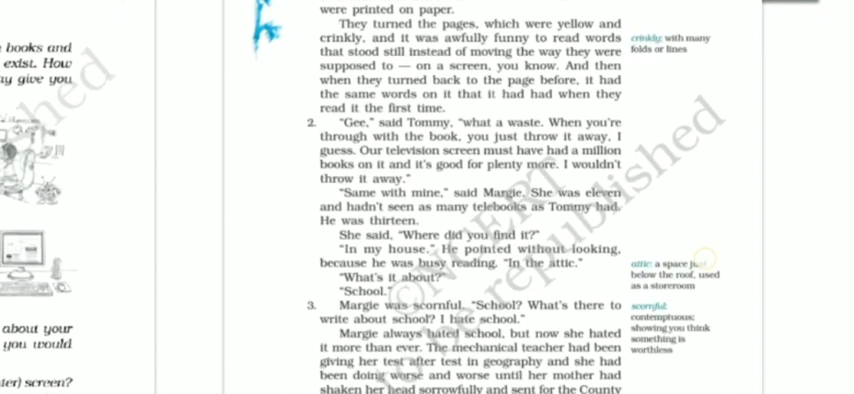 books and
exist. How
ay give you
about your
you would
ter) screen?
were printed on paper.
They turned the pages, which were yellow and
crinkly, and it was awfully funny to read words
that stood still instead of moving the way they were
supposed to — on a screen, you know. And then
when they turned back to the page before, it had
the same words on it that it had had when they
read it the first time.
2. "Gee," said Tommy, "what a waste. When you're
through with the book, you just throw it away, I
guess. Our television screen must have had a million
books on it and it's good for plenty more. I wouldn't
throw it away."
"Same with mine," said Margie. She was eleven
and hadn't seen as many telebooks as Tommy had.
He was thirteen.
She said, "Where did you find it?"
"In my house." He pointed without looking,
because he was busy reading. "In the attic."
"What's it about?"
"School."
3. Margie was scornful. "School? What's there to
write about school? I hate school."
Margie always hated school, but now she hated
it more than ever. The mechanical teacher had been
giving her test after test in geography and she had
been doing worse and worse until her mother had
shaken her head sorrowfully and sent for the County
crinkly: with many
folds or lines
attic: a space just
below the roof, used
as a storeroom
scornful:
contemptuous;
showing you think
something is
worthless
©NCERT
to be republished
hed